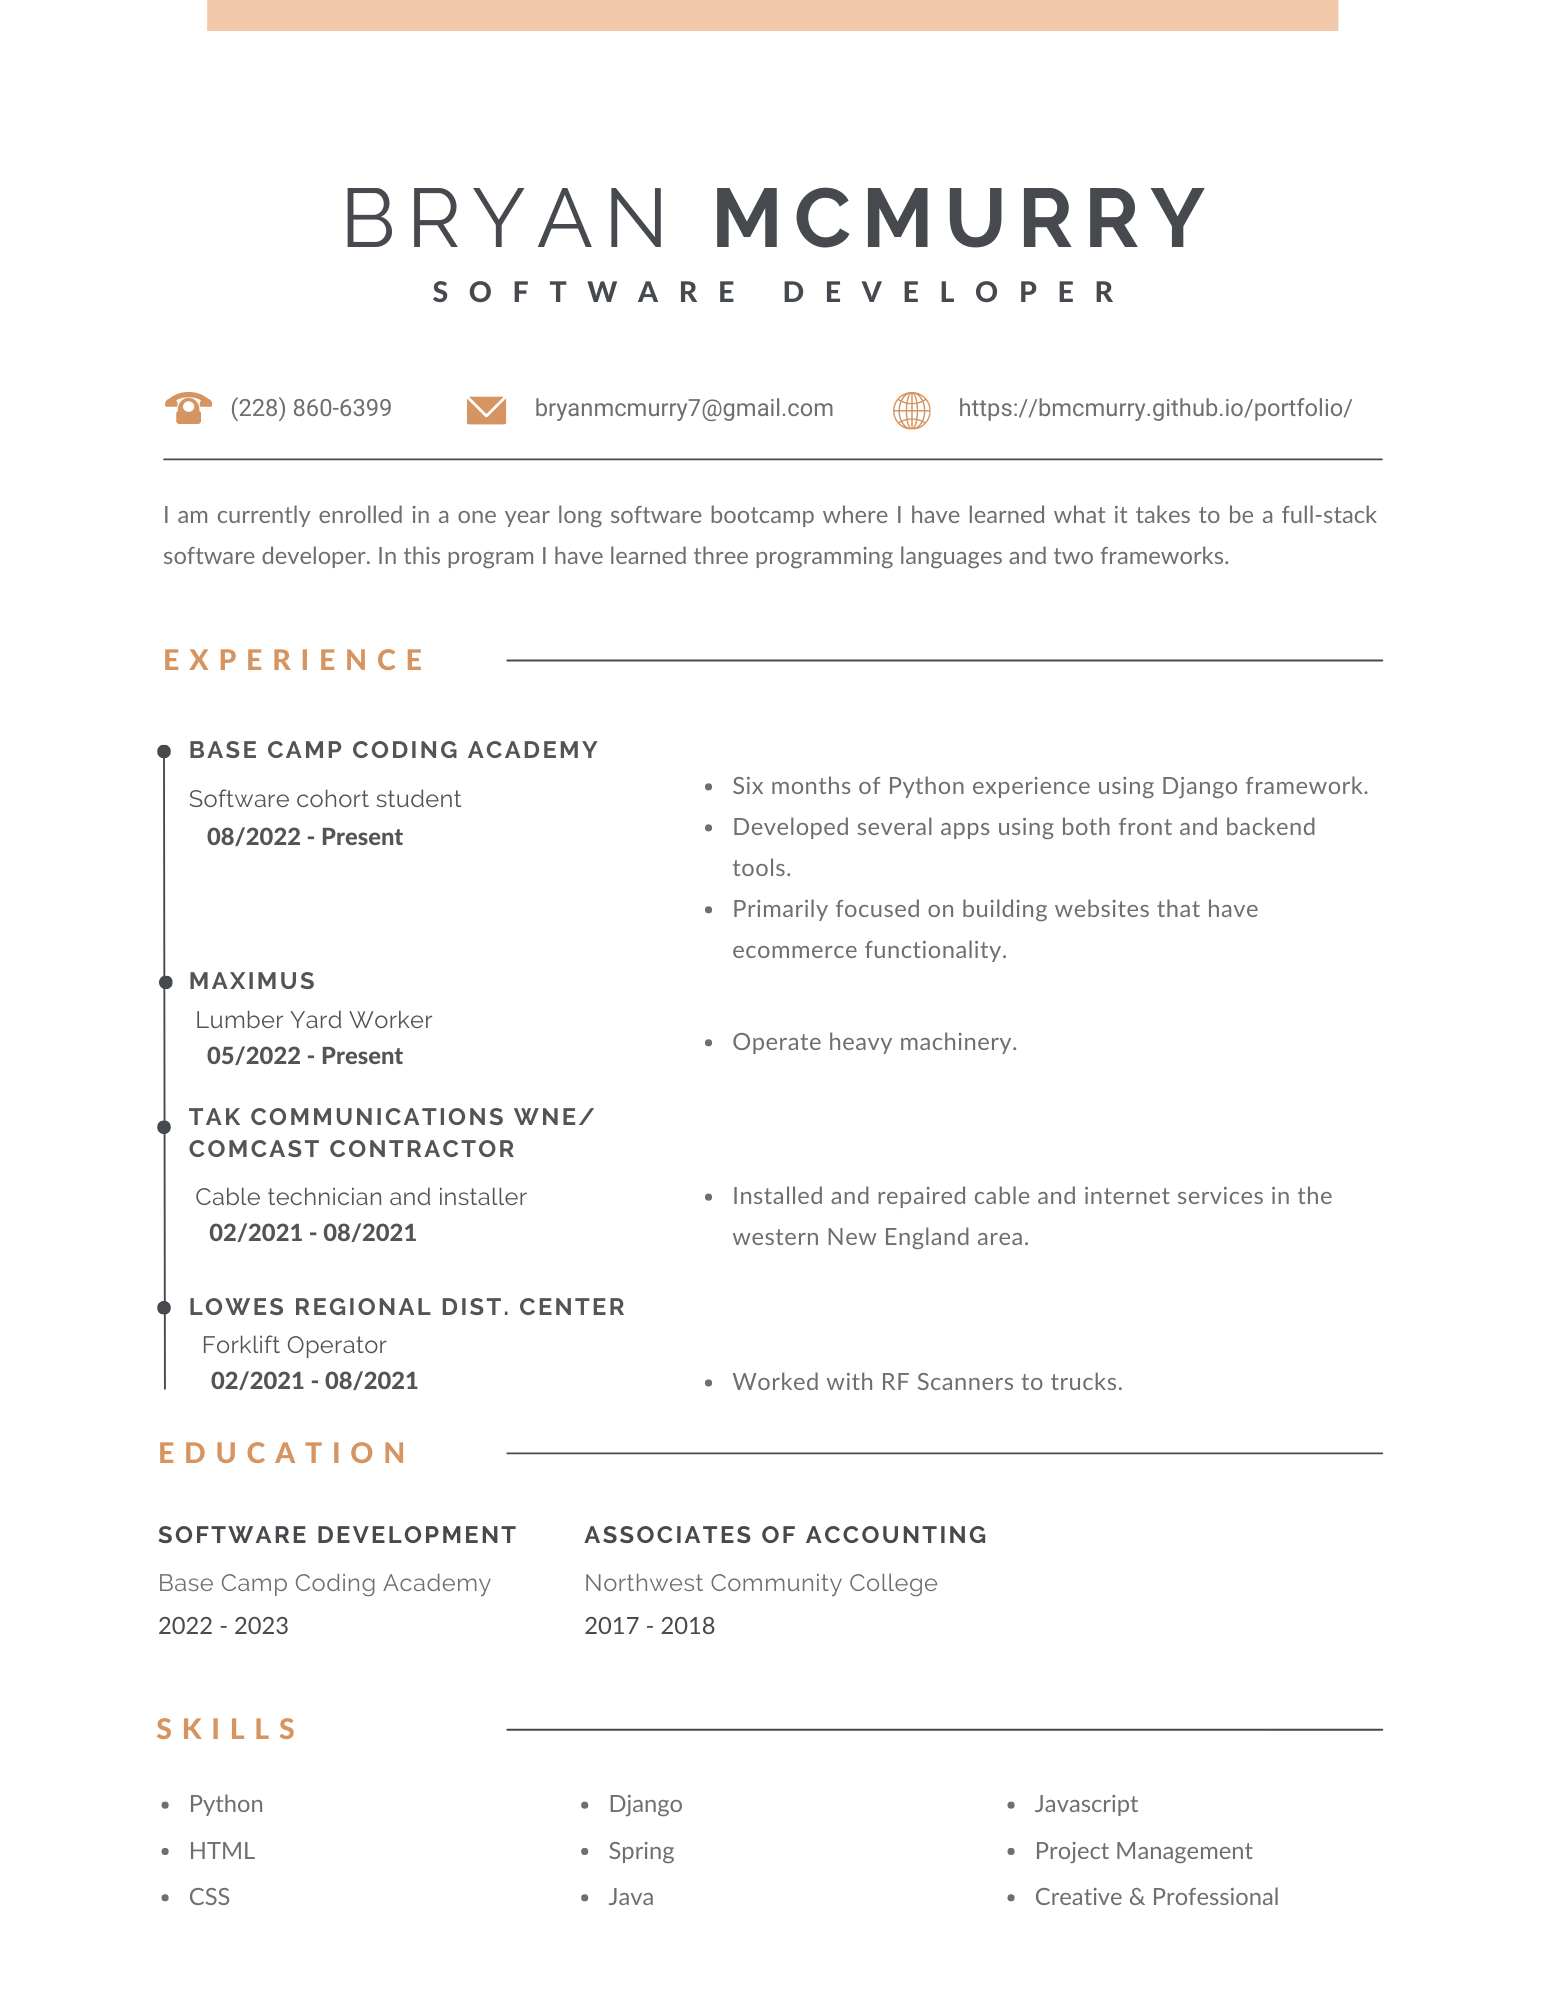 BRYAN MCMURRY
SOFTWARE DEVELOPER
(228) 860-6399
bryanmcmurry7@gmail.com
https://bmcmurry.github.io/portfolio/
I am currently enrolled in a one year long software bootcamp where I have learned what it takes to be a full-stack
software developer. In this program I have learned three programming languages and two frameworks.
EXPERIENCE
BASE CAMP CODING ACADEMY
Software cohort student
08/2022 - Present
• Six months of Python experience using Django framework.
• Developed several apps using both front and backend
tools.
• Primarily focused on building websites that have
ecommerce functionality.
MAXIMUS
Lumber Yard Worker
05/2022 - Present
• Operate heavy machinery.
TAK COMMUNICATIONS WNE/
COMCAST CONTRACTOR
Cable technician and installer
02/2021 - 08/2021
• Installed and repaired cable and internet services in the
western New England area.
LOWES REGIONAL DIST. CENTER
Forklift Operator
02/2021 - 08/2021
• Worked with RF Scanners to trucks.
EDUCATION
SOFTWARE DEVELOPMENT
Base Camp Coding Academy
2022 - 2023
ASSOCIATES OF ACCOUNTING
Northwest Community College
2017 - 2018
SKILLS
• Python
• HTML
• CSS
• Django
• Spring
• Java
• Javascript
• Project Management
• Creative & Professional